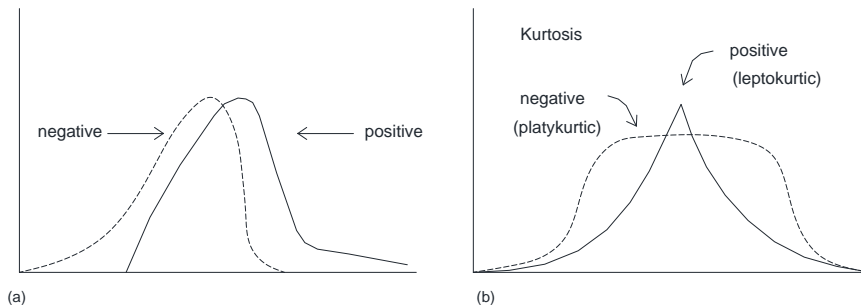 negative
positive
(a)
Kurtosis
positive
(leptokurtic)
negative
(platykurtic)
(b)